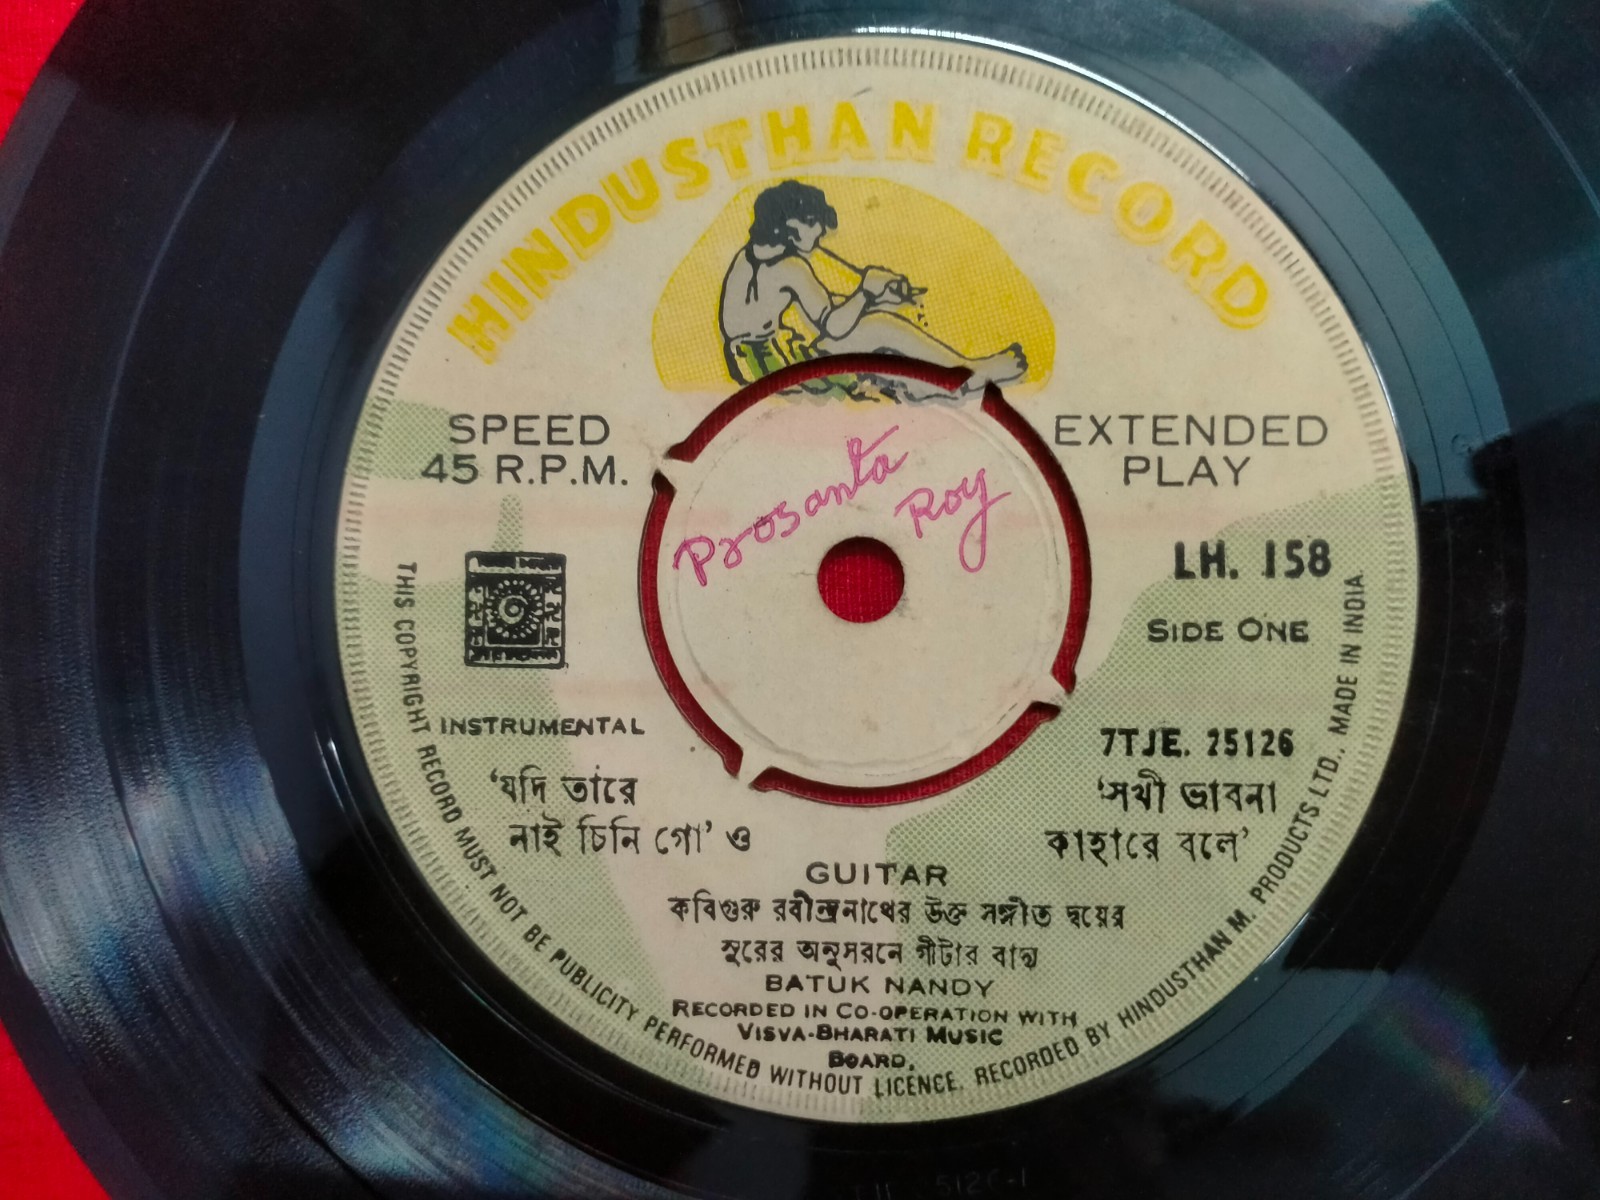 HINDUSTHAN RECORD
SPEED
45 R.P.M.
EXTENDED
PLAY
Prosanta
Roy
LH. 158
SIDE ONE
INSTRUMENTAL
7TJE. 25126
‘যদি তারে
নাই চিনি গো’ ও
‘সখী ভাবনা
কাহারে বলে’
GUITAR
কবিগুরু রবীন্দ্রনাথের উক্ত সঙ্গীত দ্বয়ের
সুরের অনুসরনে গীটার বাদ্য
BATUK NANDY
RECORDED IN CO-OPERATION WITH
VISVA-BHARATI MUSIC
BOARD.
THIS COPYRIGHT RECORD MUST NOT BE PUBLICITY PERFORMED WITHOUT LICENCE. RECORDED BY HINDUSTHAN M. PRODUCTS LTD., MADE IN INDIA.